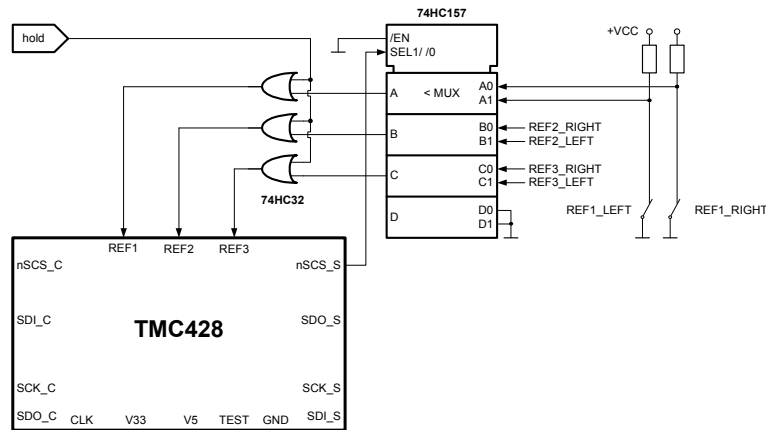 74HC157
hold
+VCC
/EN
SEL1/ /0
A
< MUX
A0
A1
B
B0
B1
REF2_RIGHT
REF2_LEFT
C
C0
C1
REF3_RIGHT
REF3_LEFT
74HC32
D
D0
D1
REF1_LEFT
REF1_RIGHT
REF1
REF2
REF3
nSCS_C
nSCS_S
SDI_C
SDO_S
TMC428
SCK_C
SCK_S
SDO_C
CLK
V33
V5
TEST
GND
SDI_S